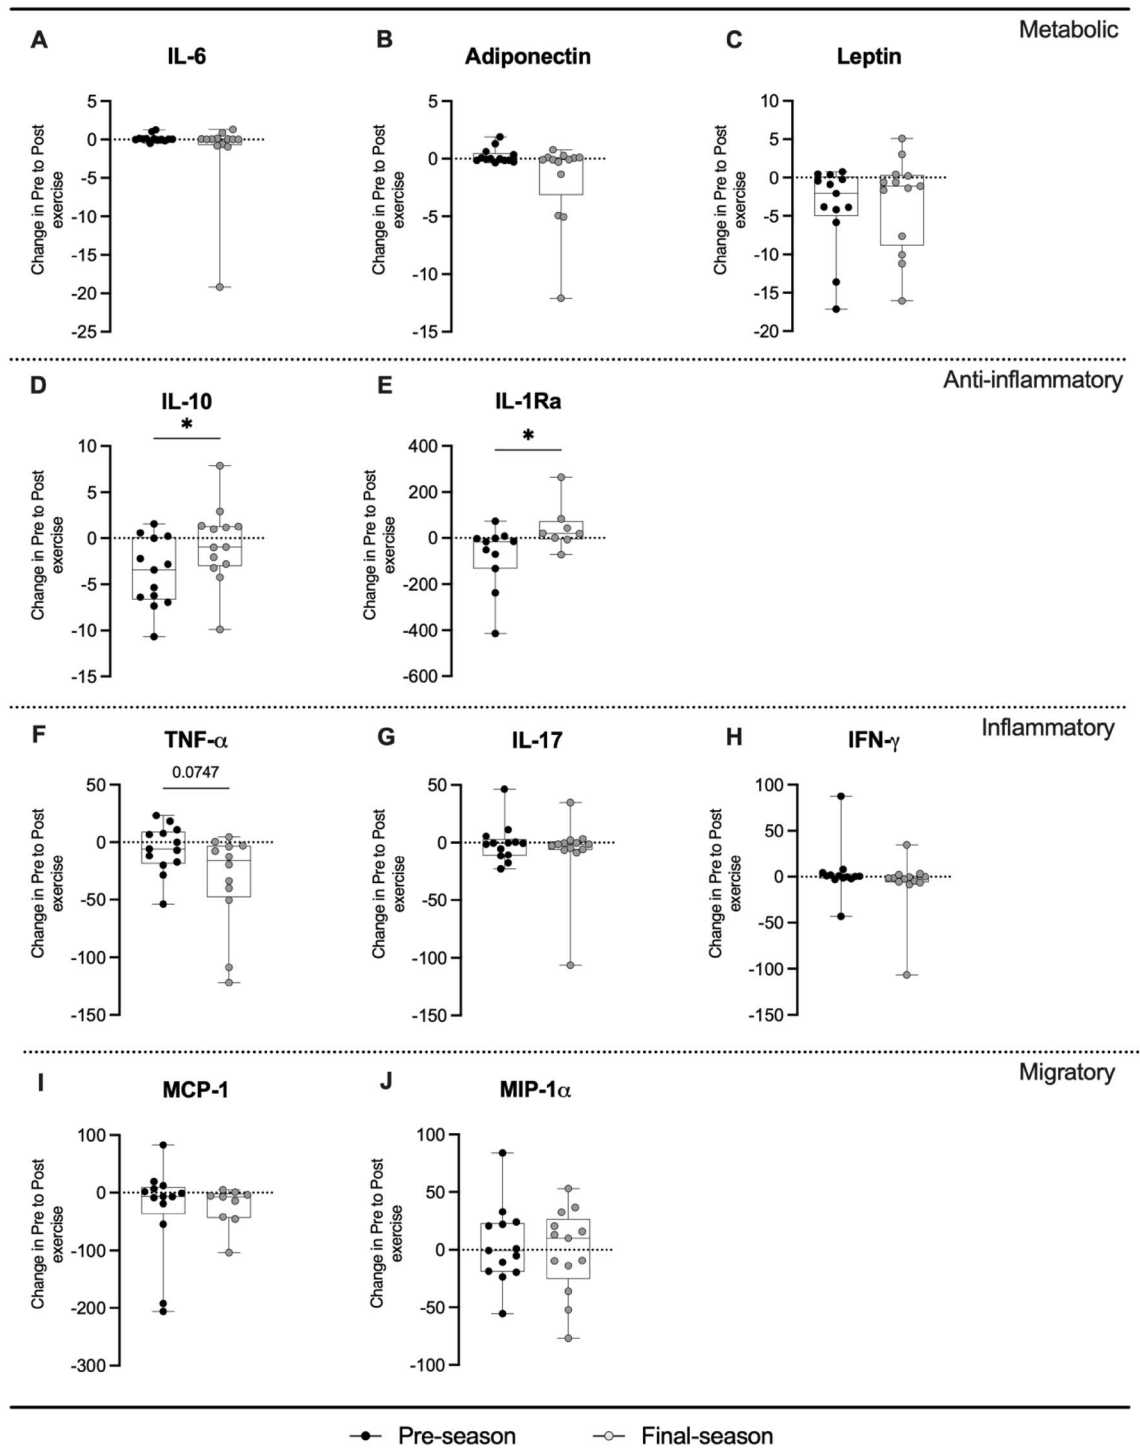 Metabolic
A
IL-6
Change in Pre to Post
exercise
5
0
-5
-10
-15
-20
-25
B
Adiponectin
Change in Pre to Post
exercise
5
0
-5
-10
-15
C
Leptin
Change in Pre to Post
exercise
10
5
0
-5
-10
-15
-20
Anti-inflammatory
D
IL-10
*
Change in Pre to Post
exercise
10
5
0
-5
-10
-15
E
IL-1Ra
*
Change in Pre to Post
exercise
400
200
0
-200
-400
-600
Inflammatory
F
TNF-α
0.0747
Change in Pre to Post
exercise
50
0
-50
-100
-150
G
IL-17
Change in Pre to Post
exercise
50
0
-50
-100
-150
H
IFN-γ
Change in Pre to Post
exercise
100
50
0
-50
-100
-150
Migratory
I
MCP-1
Change in Pre to Post
exercise
100
0
-100
-200
-300
J
MIP-1α
Change in Pre to Post
exercise
100
50
0
-50
-100
Pre-season
Final-season